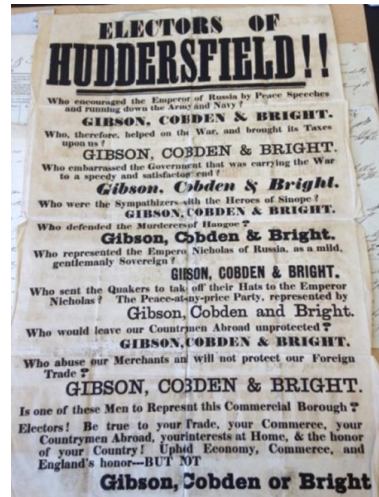 ELECTORS OF
HUDDERSFIELD!!
Who encouraged the Emperor of Russia by Peace Speeches
and running down the Army and Navy?
GIBSON, COBDEN & BRIGHT.
Who, therefore, helped on the War, and brought its Taxes
upon us?
GIBSON, COBDEN & BRIGHT.
Who embarrassed the Government that was carrying the War
to a speedy and satisfactory end?
Gibson, Cobden & Bright.
Who were the Sympathizers with the Heroes of Sinope?
GIBSON, COBDEN & BRIGHT.
Who defended the Murderers of Hangoe?
Gibson, Cobden & Bright.
Who represented the Emperor Nicholas of Russia, as a mild,
gentlemanly Sovereign?
GIBSON, COBDEN & BRIGHT.
Who sent the Quakers to take off their Hats to the Emperor
Nicholas? The Peace-at-any-price Party, represented by
Gibson, Cobden and Bright.
Who would leave our Countrymen Abroad unprotected?
GIBSON, COBDEN & BRIGHT.
Who abuse our Merchants and will not protect our Foreign
Trade?
GIBSON, COBDEN & BRIGHT.
Is one of these Men to Represent this Commercial Borough?
Electors! Be true to your Trade, your Commerce, your
Countrymen Abroad, your interests at Home, & the honor
of your Country! Uphold Economy, Commerce, and
England's honor---BUT NOT
Gibson, Cobden or Bright